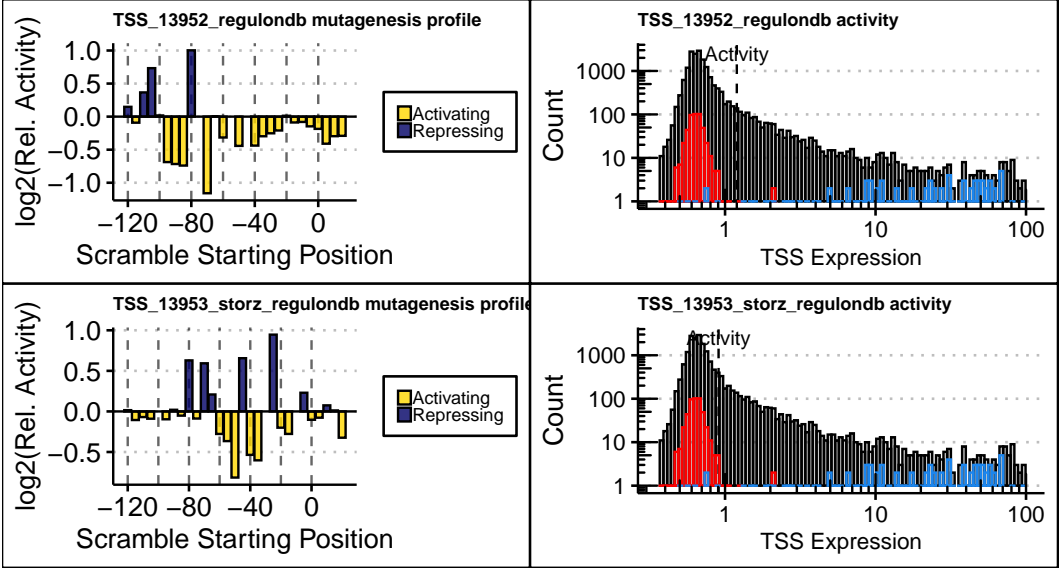 TSS_13952_regulondb mutagenesis profile
log2(Rel. Activity)
1.0
0.5
0.0
−0.5
−1.0
−120
−80
−40
0
Scramble Starting Position
Activating
Repressing
TSS_13952_regulondb activity
Activity
Count
1000
100
10
1
1
10
100
TSS Expression
TSS_13953_storz_regulondb mutagenesis profile
log2(Rel. Activity)
1.0
0.5
0.0
−0.5
−120
−80
−40
0
Scramble Starting Position
Activating
Repressing
TSS_13953_storz_regulondb activity
Activity
Count
1000
100
10
1
1
10
100
TSS Expression